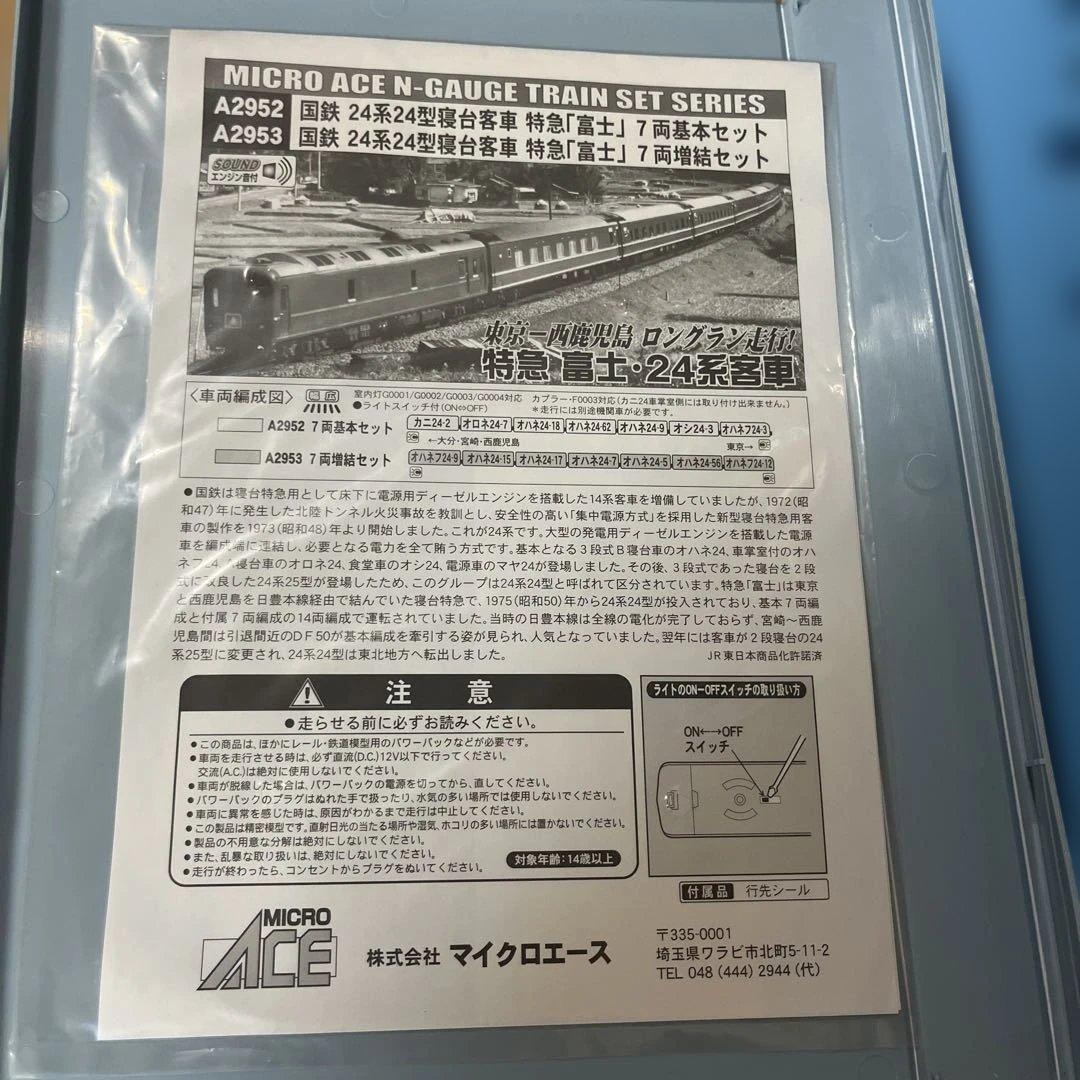 MICRO ACE N-GAUGE TRAIN SET SERIES
A2952 国鉄 24系24型寝台客車 特急「富士」 7両基本セット
A2953 国鉄 24系24型寝台客車 特急「富士」 7両増結セット
SOUND
エンジン音付
東京ー西鹿児島 ロングラン走行!
特急 富士・24系客車
〈車両編成図〉
室内灯G0001/G0002/G0003/G0004対応 カプラー・F0003対応(カニ24車掌室側には取り付け出来ません。)
●ライトスイッチ付(ON⇔OFF) *走行には別途機関車が必要です。
A2952 7両基本セット カニ24-2 オロネ24-7 オハネ24-18 オハネ24-62 オハネ24-9 オシ24-3 オハネフ24-3
←大分・宮崎・西鹿児島 東京→
A2953 7両増結セット オハネフ24-9 オハネ24-15 オハネ24-17 オハネ24-7 オハネ24-5 オハネ24-56 オハネフ24-12
●国鉄は寝台特急用として床下に電源用ディーゼルエンジンを搭載した14系客車を増備していましたが、1972(昭
和47)年に発生した北陸トンネル火災事故を教訓とし、安全性の高い「集中電源方式」を採用した新型寝台特急用客
車の製作を1973(昭和48)年より開始しました。これが24系です。大型の発電用ディーゼルエンジンを搭載した電源
車を編成端に連結し、必要となる電力を全て賄う方式です。基本となる3段式B寝台車のオハネ24、車掌室付のオハ
ネフ24、A寝台車のオロネ24、食堂車のオシ24、電源車のマヤ24が登場しました。その後、3段式であった寝台を2段
式に改良した24系25型が登場したため、このグループは24系24型と呼ばれて区分されています。特急「富士」は東京
と西鹿児島を日豊本線経由で結んでいた寝台特急で、1975(昭和50)年から24系24型が投入されており、基本7両編
成と付属7両編成の14両編成で運転されていました。当時の日豊本線は全線の電化が完了しておらず、宮崎〜西鹿
児島間は引退間近のDF50が基本編成を牽引する姿が見られ、人気となっていました。翌年には客車が2段寝台の24
系25型に変更され、24系24型は東北地方へ転出しました。 JR東日本商品化許諾済
注意
●走らせる前に必ずお読みください。
●この商品は、ほかにレール・鉄道模型用のパワーパックなどが必要です。
●車両を走行させる時は、必ず直流(D.C.)12V以下で行ってください。
交流(A.C.)は絶対に使用しないでください。
●車両が脱線した場合は、パワーパックの電源を切ってから、直してください。
●パワーパックのプラグはぬれた手で扱ったり、水気の多い場所では使用しないでください。
●車両に異常を感じた時は、原因がわかるまで走行は中止してください。
●この製品は精密模型です。直射日光の当たる場所や湿気、ホコリの多い場所には置かないでください。
●製品の不用意な分解は絶対にしないでください。
●また、乱暴な取り扱いは、絶対にしないでください。
●走行が終わったら、コンセントからプラグをぬいてください。
対象年齢:14歳以上
ライトのON-OFFスイッチの取り扱い方
ON←→OFF
スイッチ
付属品 行先シール
MICRO
ACE
株式会社 マイクロエース
〒335-0001
埼玉県ワラビ市北町5-11-2
TEL 048 (444) 2944 (代)